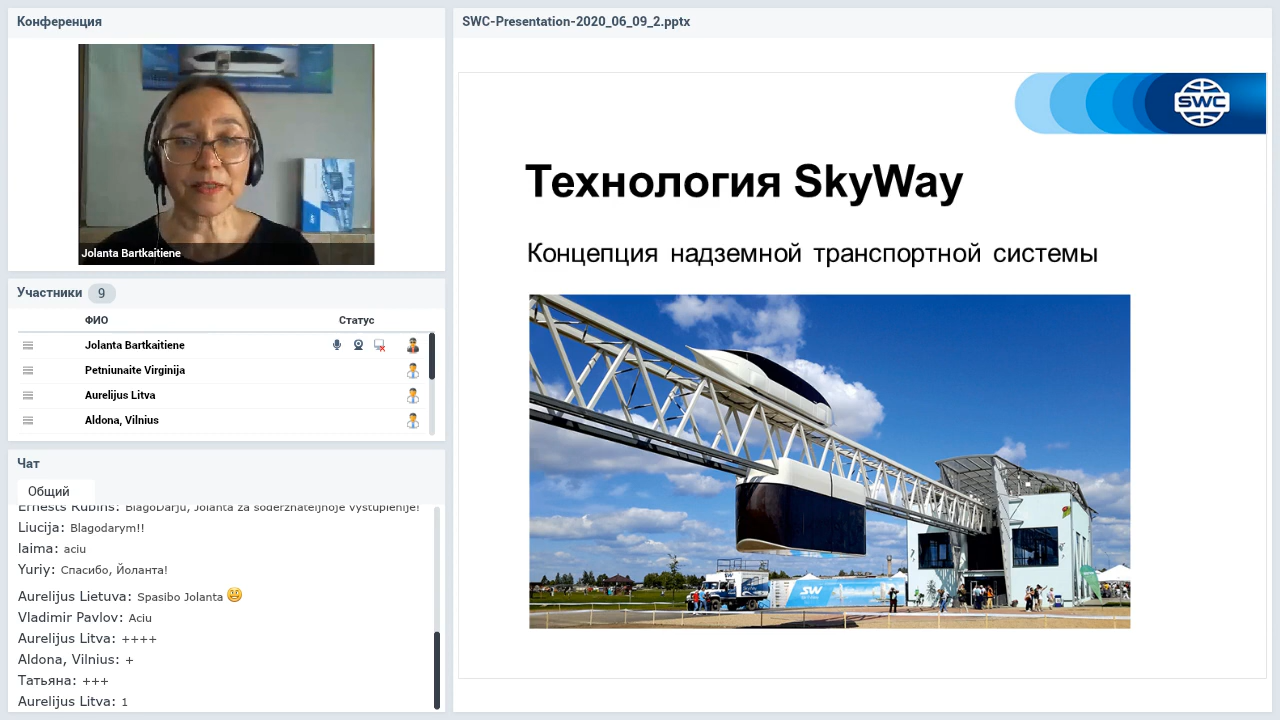 Конференция
Jolanta Bartkaitiene
Участники 9
ФИО Статус
Jolanta Bartkaitiene
Petniunaite Virginija
Aurelijus Litva
Aldona, Vilnius
Чат
Общий
Ernests Rubins: BlagoDarju, Jolanta za soderzhateljnoje vystuplenije!
Liucija: Blagodarym!!
laima: aciu
Yuriy: Спасибо, Йоланта!
Aurelijus Lietuva: Spasibo Jolanta
Vladimir Pavlov: Aciu
Aurelijus Litva: ++++
Aldona, Vilnius: +
Татьяна: +++
Aurelijus Litva: 1
SWC-Presentation-2020_06_09_2.pptx
SWC
Технология SkyWay
Концепция надземной транспортной системы
SW